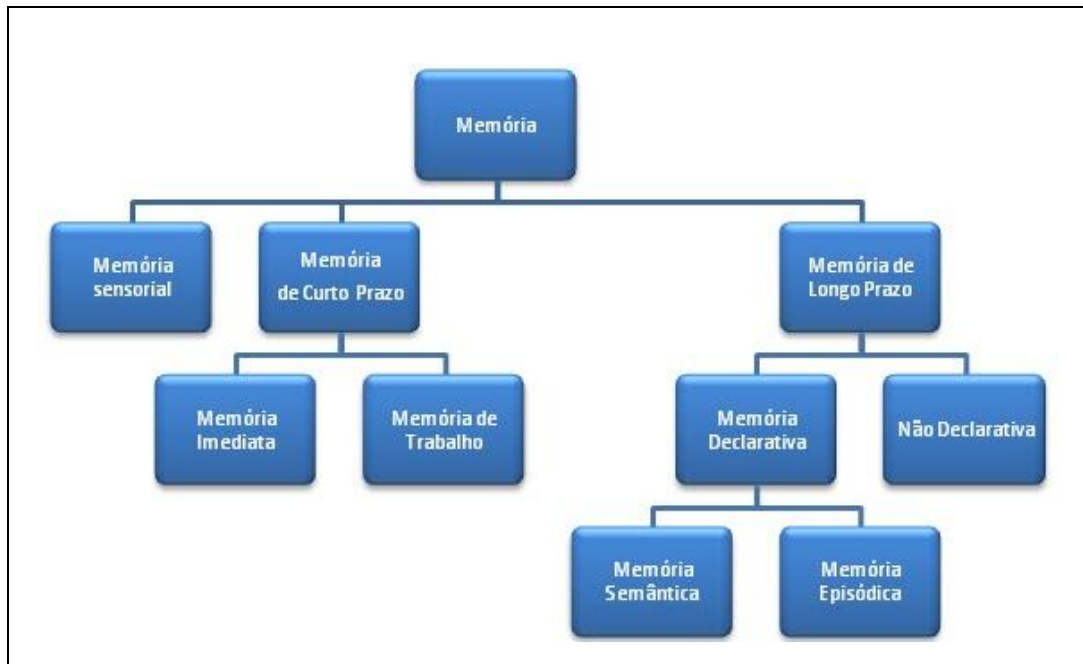 Memória
Memória
sensorial
Memória
de Curto Prazo
Memória de
Longo Prazo
Memória
Imediata
Memória de
Trabalho
Memória
Declarativa
Não Declarativa
Memória
Semântica
Memória
Episódica